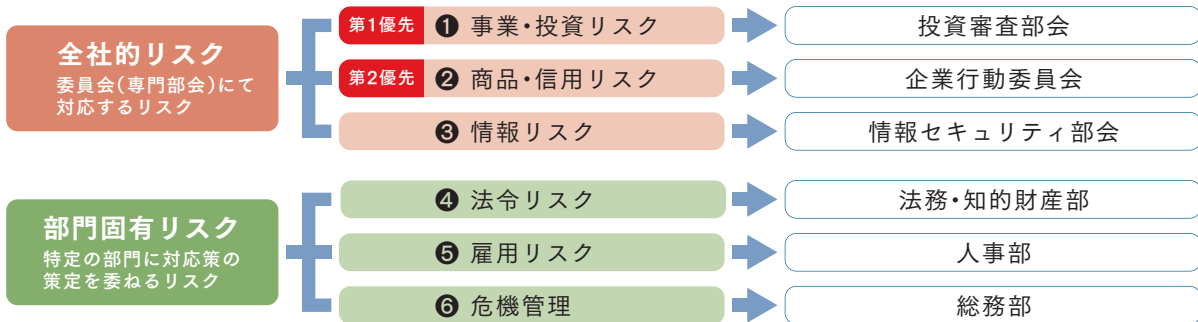 全社的リスク
委員会(専門部会)にて
対応するリスク
第1優先 ❶ 事業・投資リスク
投資審査部会
第2優先 ❷ 商品・信用リスク
企業行動委員会
❸ 情報リスク
情報セキュリティ部会
部門固有リスク
特定の部門に対応策の
策定を委ねるリスク
❹ 法令リスク
法務・知的財産部
❺ 雇用リスク
人事部
❻ 危機管理
総務部